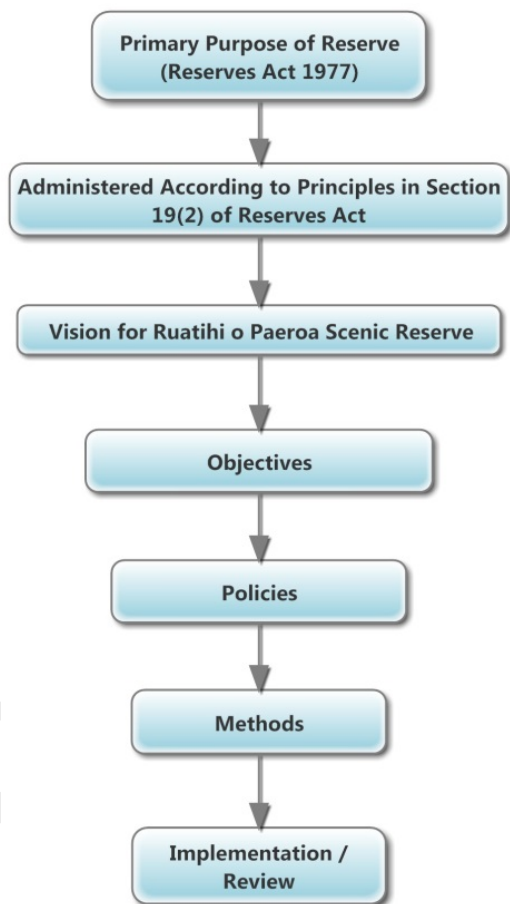 Primary Purpose of Reserve
(Reserves Act 1977)
Administered According to Principles in Section
19(2) of Reserves Act
Vision for Ruatihi o Paeroa Scenic Reserve
Objectives
Policies
Methods
Implementation /
Review